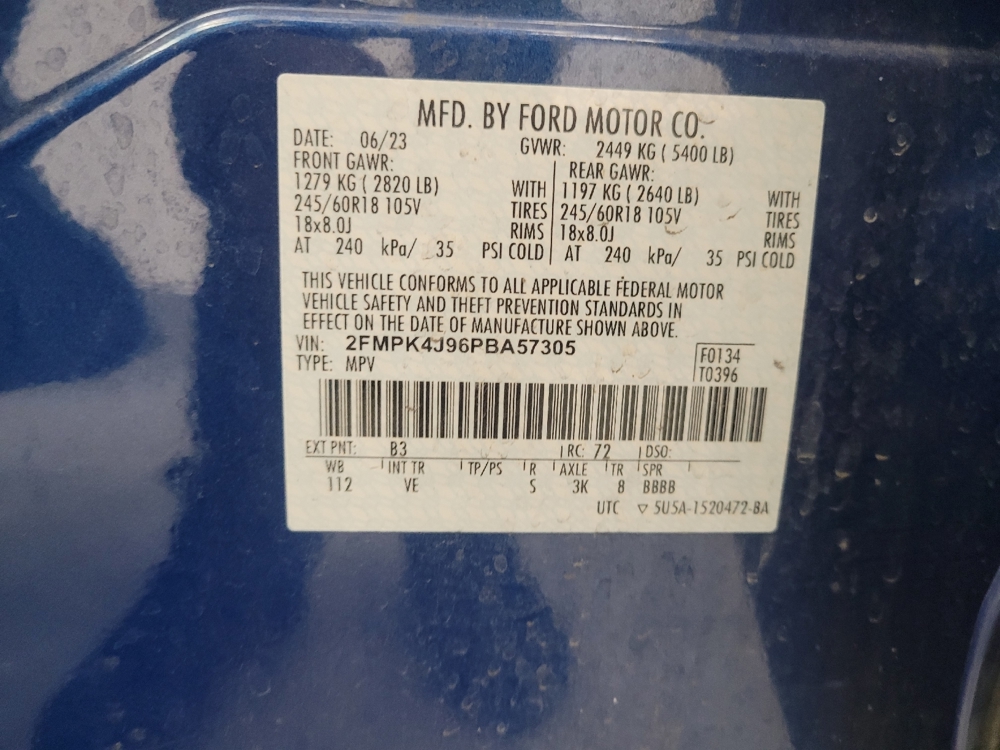 MFD. BY FORD MOTOR CO.
DATE: 06/23 GVWR: 2449 KG ( 5400 LB)
FRONT GAWR: REAR GAWR:
1279 KG ( 2820 LB) WITH 1197 KG ( 2640 LB) WITH
245/60R18 105V TIRES 245/60R18 105V TIRES
18x8.0J RIMS 18x8.0J RIMS
AT 240 kPa/ 35 PSI COLD AT 240 kPa/ 35 PSI COLD
THIS VEHICLE CONFORMS TO ALL APPLICABLE FEDERAL MOTOR
VEHICLE SAFETY AND THEFT PREVENTION STANDARDS IN
EFFECT ON THE DATE OF MANUFACTURE SHOWN ABOVE.
VIN: 2FMPK4J96PBA57305 F0134
TYPE: MPV T0396
EXT PNT: B3 RC: 72 DSO:
WB INT TR TP/PS R AXLE TR SPR
112 VE S 3K 8 BBBB
UTC ▽ 5U5A-1520472-BA